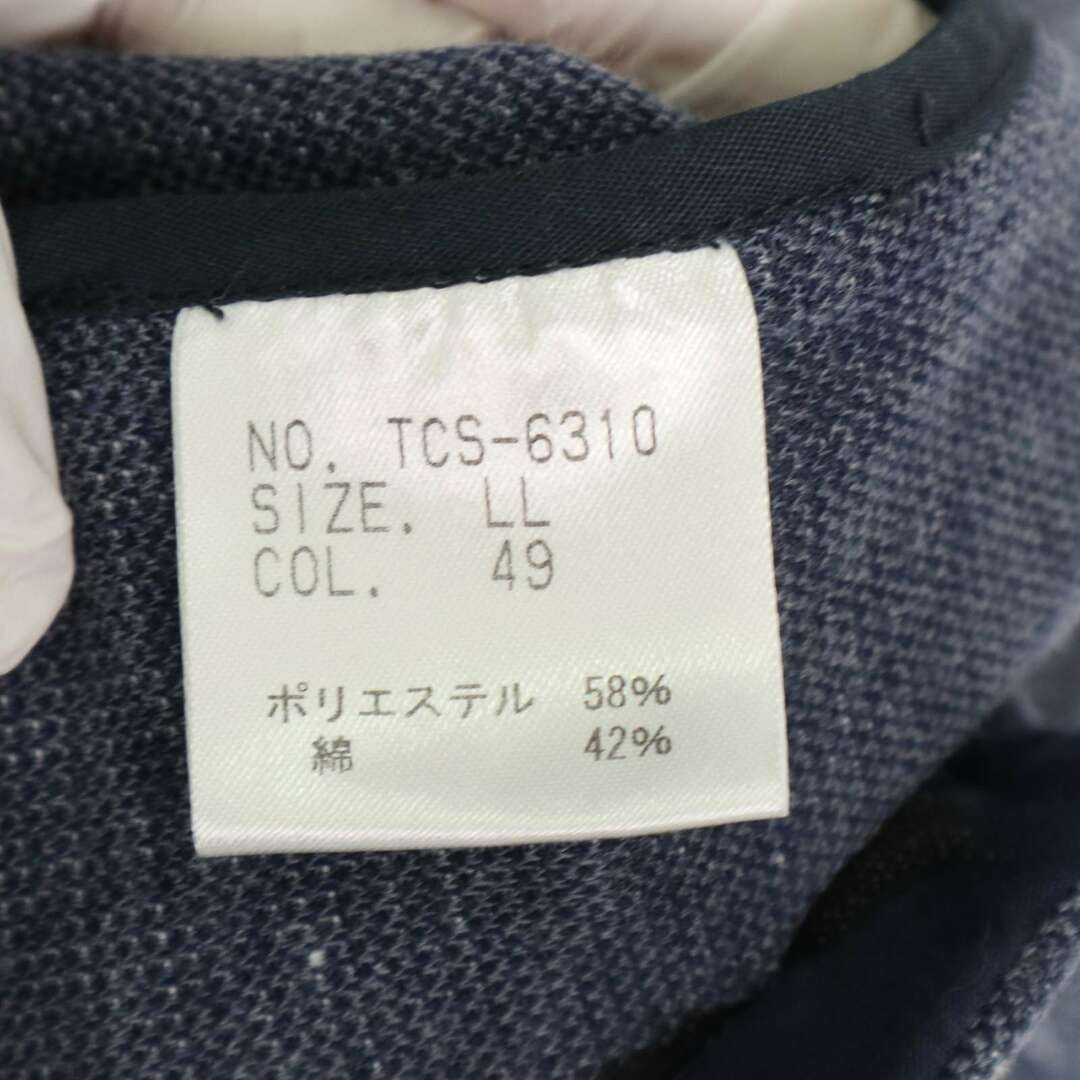 NO. TCS-6310
SIZE. LL
COL. 49
ポリエステル 58%
綿 42%